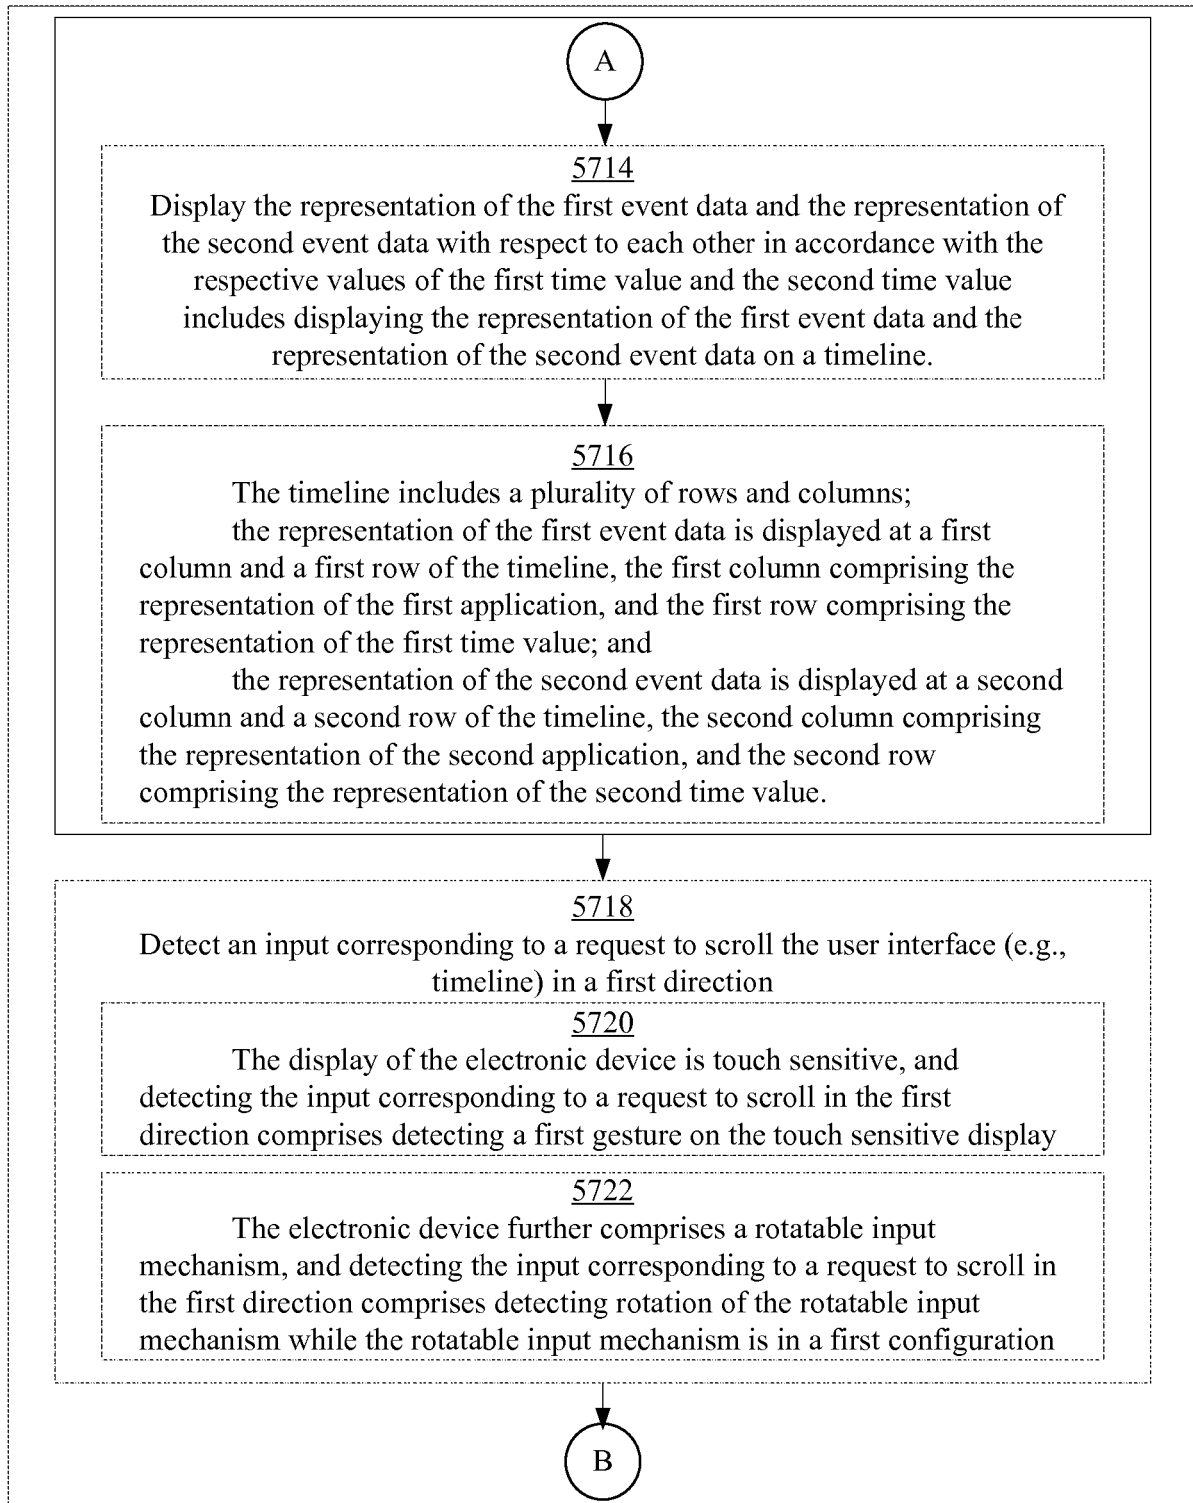 A
5714
Display the representation of the first event data and the representation of
the second event data with respect to each other in accordance with the
respective values of the first time value and the second time value
includes displaying the representation of the first event data and the
representation of the second event data on a timeline.
5716
The timeline includes a plurality of rows and columns;
the representation of the first event data is displayed at a first
column and a first row of the timeline, the first column comprising the
representation of the first application, and the first row comprising the
representation of the first time value; and
the representation of the second event data is displayed at a second
column and a second row of the timeline, the second column comprising
the representation of the second application, and the second row
comprising the representation of the second time value.
5718
Detect an input corresponding to a request to scroll the user interface (e.g.,
timeline) in a first direction
5720
The display of the electronic device is touch sensitive, and
detecting the input corresponding to a request to scroll in the first
direction comprises detecting a first gesture on the touch sensitive display
5722
The electronic device further comprises a rotatable input
mechanism, and detecting the input corresponding to a request to scroll in
the first direction comprises detecting rotation of the rotatable input
mechanism while the rotatable input mechanism is in a first configuration
B